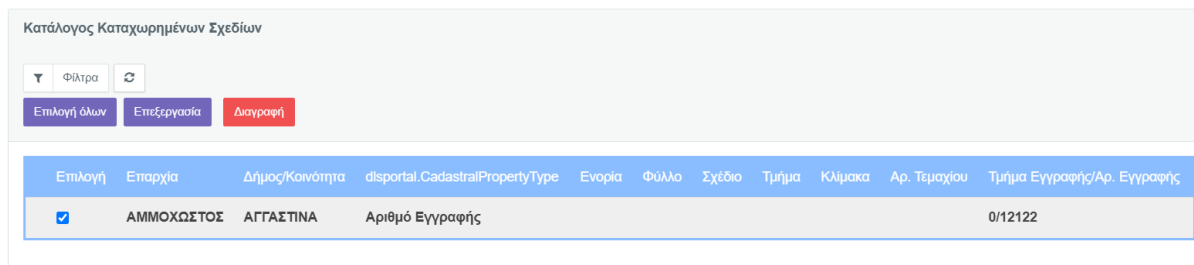 Κατάλογος Καταχωρημένων Σχεδίων
Φίλτρα
Επιλογή όλων Επεξεργασία Διαγραφή
Επιλογή Επαρχία Δήμος/Κοινότητα dlsportal.CadastralPropertyType Ενορία Φύλλο Σχέδιο Τμήμα Κλίμακα Αρ. Τεμαχίου Τμήμα Εγγραφής/Αρ. Εγγραφής
ΑΜΜΟΧΩΣΤΟΣ ΑΓΓΑΣΤΙΝΑ Αριθμό Εγγραφής 0/12122